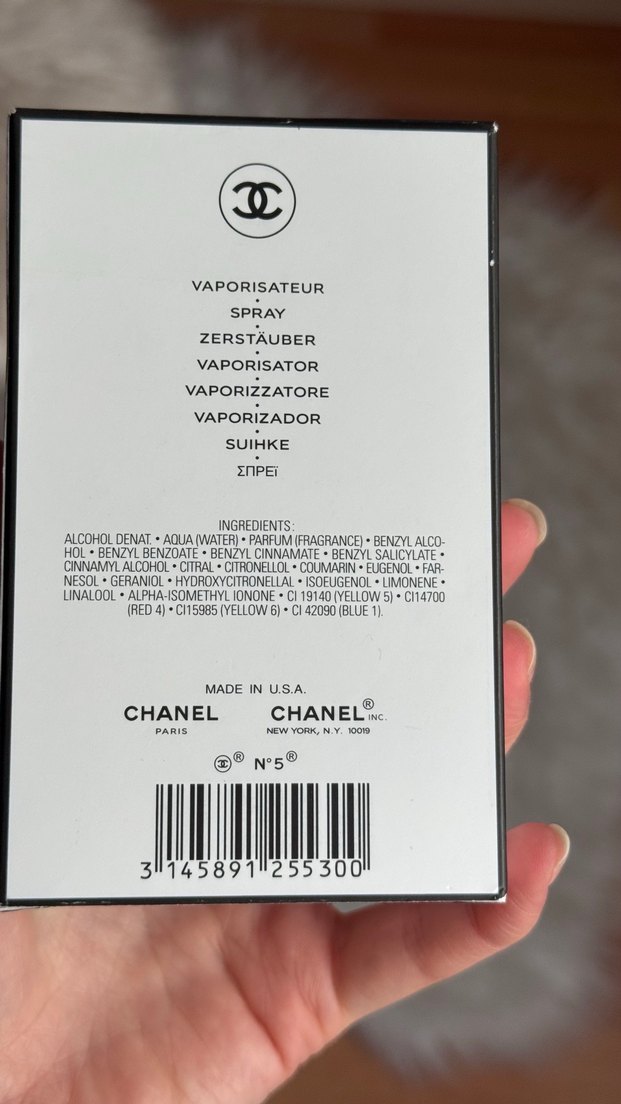 VAPORISATEUR
•
SPRAY
•
ZERSTÄUBER
•
VAPORISATOR
•
VAPORIZZATORE
•
VAPORIZADOR
•
SUIHKE
•
ΣΠΡΕϊ
INGREDIENTS:
ALCOHOL DENAT. • AQUA (WATER) • PARFUM (FRAGRANCE) • BENZYL ALCO-
HOL • BENZYL BENZOATE • BENZYL CINNAMATE • BENZYL SALICYLATE •
CINNAMYL ALCOHOL • CITRAL • CITRONELLOL • COUMARIN • EUGENOL • FAR-
NESOL • GERANIOL • HYDROXYCITRONELLAL • ISOEUGENOL • LIMONENE •
LINALOOL • ALPHA-ISOMETHYL IONONE • CI 19140 (YELLOW 5) • CI14700
(RED 4) • CI15985 (YELLOW 6) • CI 42090 (BLUE 1).
MADE IN U.S.A.
CHANEL CHANEL® INC.
PARIS NEW YORK, N.Y. 10019
® N°5®
3 145891 255300